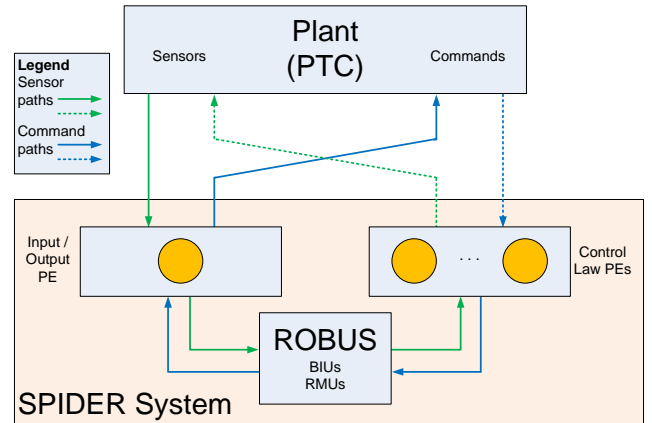 Plant
(PTC)
Sensors
Commands
Legend
Sensor
paths
Command
paths
Input /
Output
PE
. . .
Control
Law PEs
ROBUS
BIUs
RMUs
SPIDER System